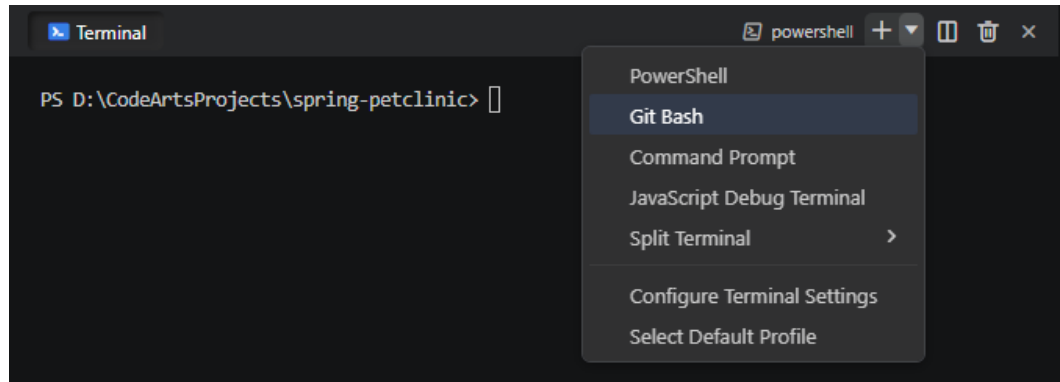 Terminal
powershell
PS D:\CodeArtsProjects\spring-petclinic>
PowerShell
Git Bash
Command Prompt
JavaScript Debug Terminal
Split Terminal
Configure Terminal Settings
Select Default Profile